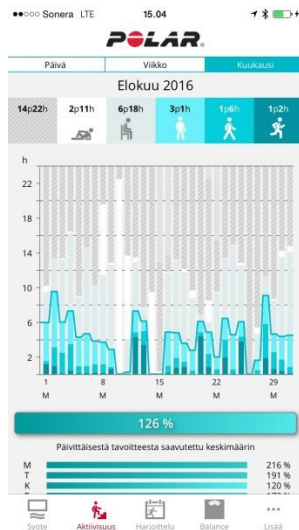 ●●○○○ Sonera LTE 15.04
POLAR.
Päivä Viikko Kuukausi
Elokuu 2016
14p22h 2p11h 6p18h 3p1h 1p6h 1p2h
h
22
18
14
10
6
2
1 8 15 22 29
M M M M M
126 %
Päivittäisestä tavoitteesta saavutettu keskimäärin
M 216 %
T 191 %
K 120 %
Syöte Aktiivisuus Harjoittelu Balance Lisää